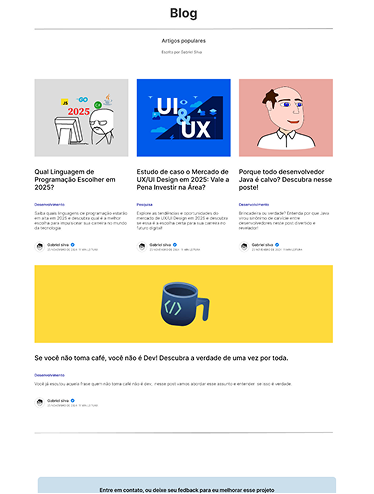 Blog
Artigos populares
Escrito por Gabriel Silva
JS
GO
2025
UI
&
UX
Qual Linguagem de
Programação Escolher em
2025?
Estudo de caso o Mercado de
UX/UI Design em 2025: Vale a
Pena Investir na Área?
Porque todo desenvolvedor
Java é calvo? Descubra nesse
poste!
Desenvolvimento
Pesquisa
Desenvolvimento
Saiba quais linguagens de programação estarão
em alta em 2025 e descubra qual é a melhor
escolha para impulsionar sua carreira no mundo
da tecnologia
Explore as tendências e oportunidades do
mercado de UX/UI Design em 2025 e descubra
se essa é a escolha certa para sua carreira no
futuro digital!
Brincadeira ou verdade? Entenda por que Java
virou sinônimo de calvície entre
desenvolvedores nesse post divertido e
revelador!
Gabriel silva
Gabriel silva
Gabriel silva
</>
Se você não toma café, você não é Dev! Descubra a verdade de uma vez por toda.
Desenvolvimento
Você já escutou aquela frase quem não toma café não é dev, nesse post vamos abordar esse assunto e entender se isso é verdade
Gabriel silva
Entre em contato, ou deixe seu fedback para eu melhorar esse projeto